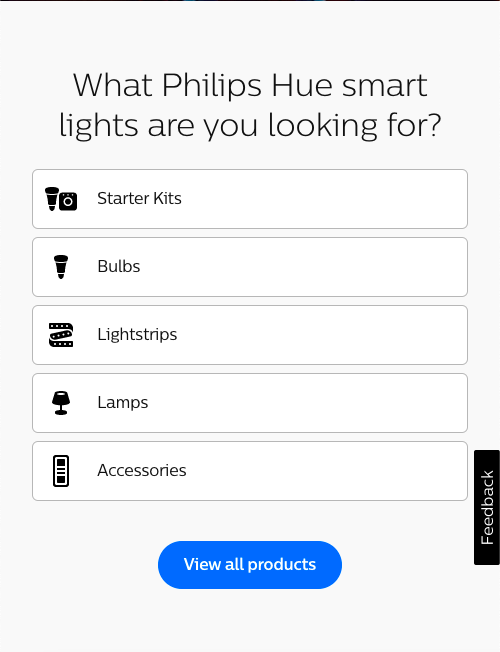 What Philips Hue smart
lights are you looking for?
Starter Kits
Bulbs
Lightstrips
Lamps
Accessories
Feedback
View all products